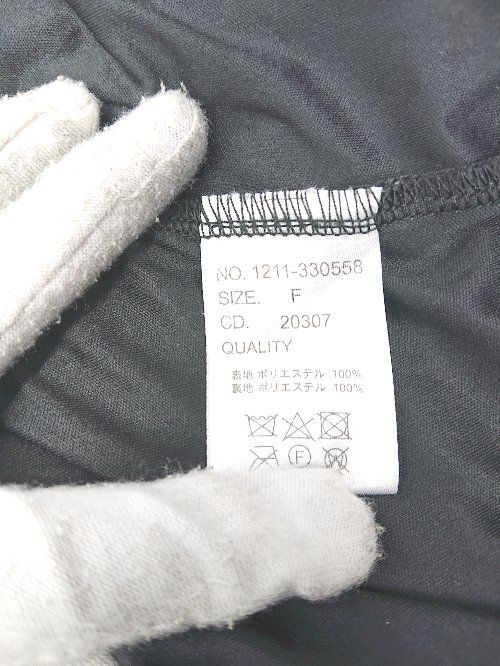 NO. 1211-330558
SIZE. F
CD. 20307
QUALITY
表地 ポリエステル 100%
裏地 ポリエステル 100%
F
W